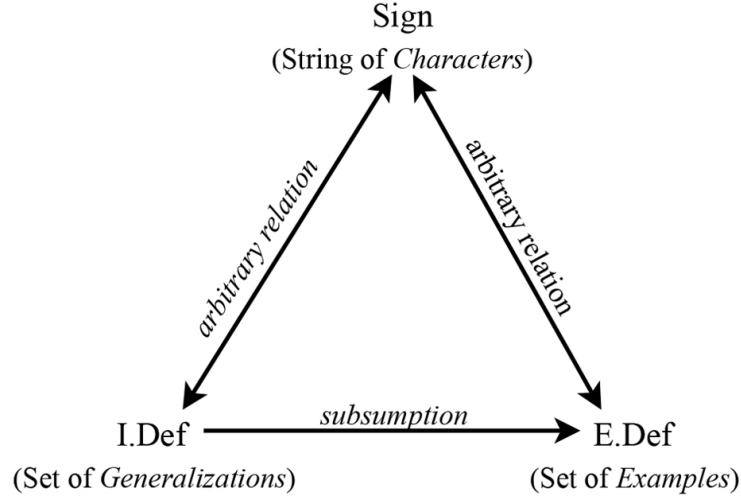 Sign
(String of Characters)
arbitrary relation
arbitrary relation
subsumption
I.Def
E.Def
(Set of Generalizations)
(Set of Examples)